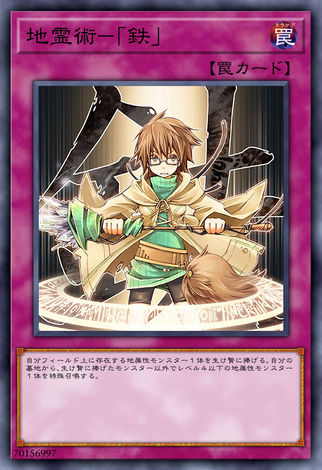 地霊術―「鉄」
トラップ
罠
【罠カード】
自分フィールド上に存在する地属性モンスター１体を生け贄に捧げる。自分の
墓地から、生け贄に捧げたモンスター以外でレベル４以下の地属性モンスター
１体を特殊召喚する。
70156997